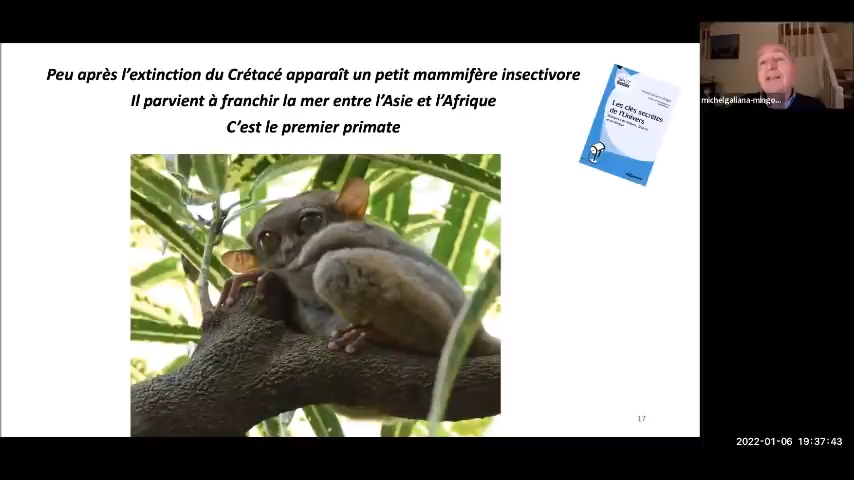 Peu après l'extinction du Crétacé apparaît un petit mammifère insectivore
Il parvient à franchir la mer entre l'Asie et l'Afrique
C'est le premier primate
Les clés secrètes
de l'Univers
michelgaliana-mingo...
17
2022-01-06 19:37:43